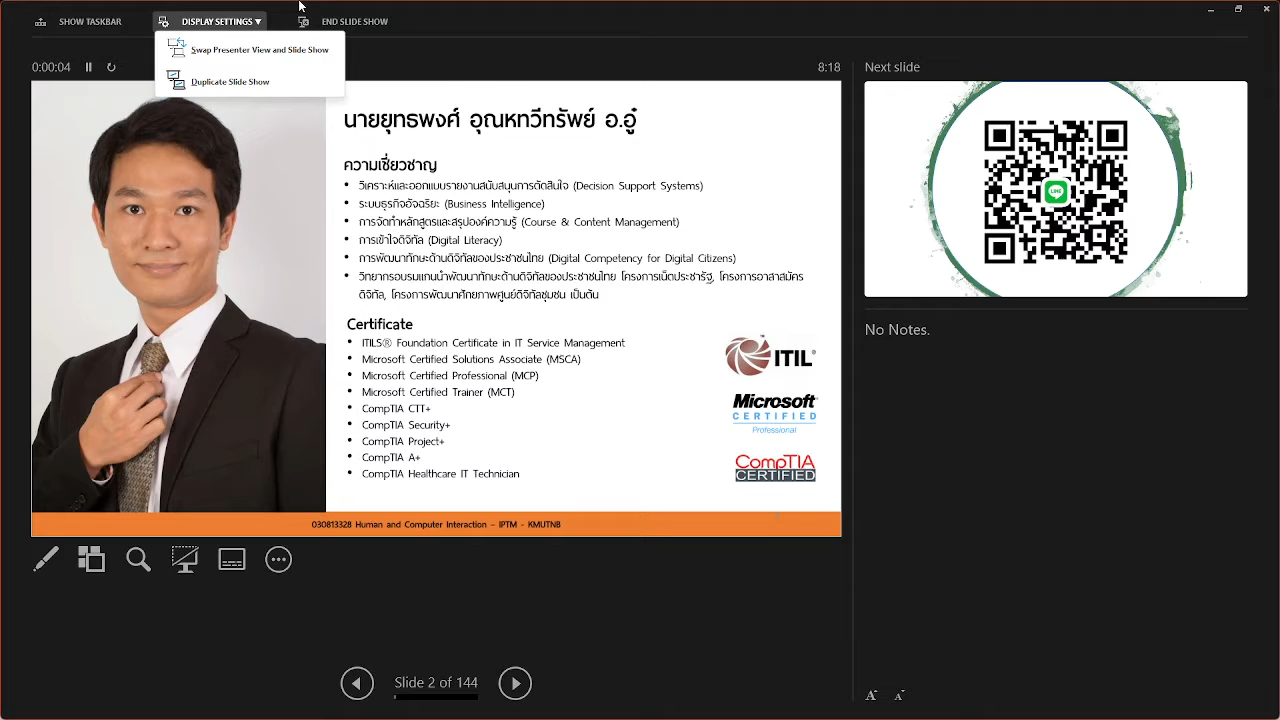 SHOW TASKBAR
DISPLAY SETTINGS ▼
END SLIDE SHOW
Swap Presenter View and Slide Show
Duplicate Slide Show
0:00:04
8:18
Next slide
นายยุทธพงศ์ อุณหทวีทรัพย์ อ.อู๋
ความเชี่ยวชาญ
• วิเคราะห์และออกแบบรายงานสนับสนุนการตัดสินใจ (Decision Support Systems)
• ระบบธุรกิจอัจฉริยะ (Business Intelligence)
• การจัดทำหลักสูตรและสรุปองค์ความรู้ (Course & Content Management)
• การเข้าใจดิจิทัล (Digital Literacy)
• การพัฒนาทักษะด้านดิจิทัลของประชาชนไทย (Digital Competency for Digital Citizens)
• วิทยากรอบรมแกนนำพัฒนาทักษะด้านดิจิทัลของประชาชนไทย โครงการเน็ตประชารัฐ, โครงการอาสาสมัคร
ดิจิทัล, โครงการพัฒนาศักยภาพศูนย์ดิจิทัลชุมชน เป็นต้น
Certificate
• ITILS® Foundation Certificate in IT Service Management
• Microsoft Certified Solutions Associate (MSCA)
• Microsoft Certified Professional (MCP)
• Microsoft Certified Trainer (MCT)
• CompTIA CTT+
• CompTIA Security+
• CompTIA Project+
• CompTIA A+
• CompTIA Healthcare IT Technician
ITIL®
Microsoft
CERTIFIED
Professional
CompTIA
CERTIFIED
030813328 Human and Computer Interaction – IPTM - KMUTNB
LINE
No Notes.
Slide 2 of 144
A
A